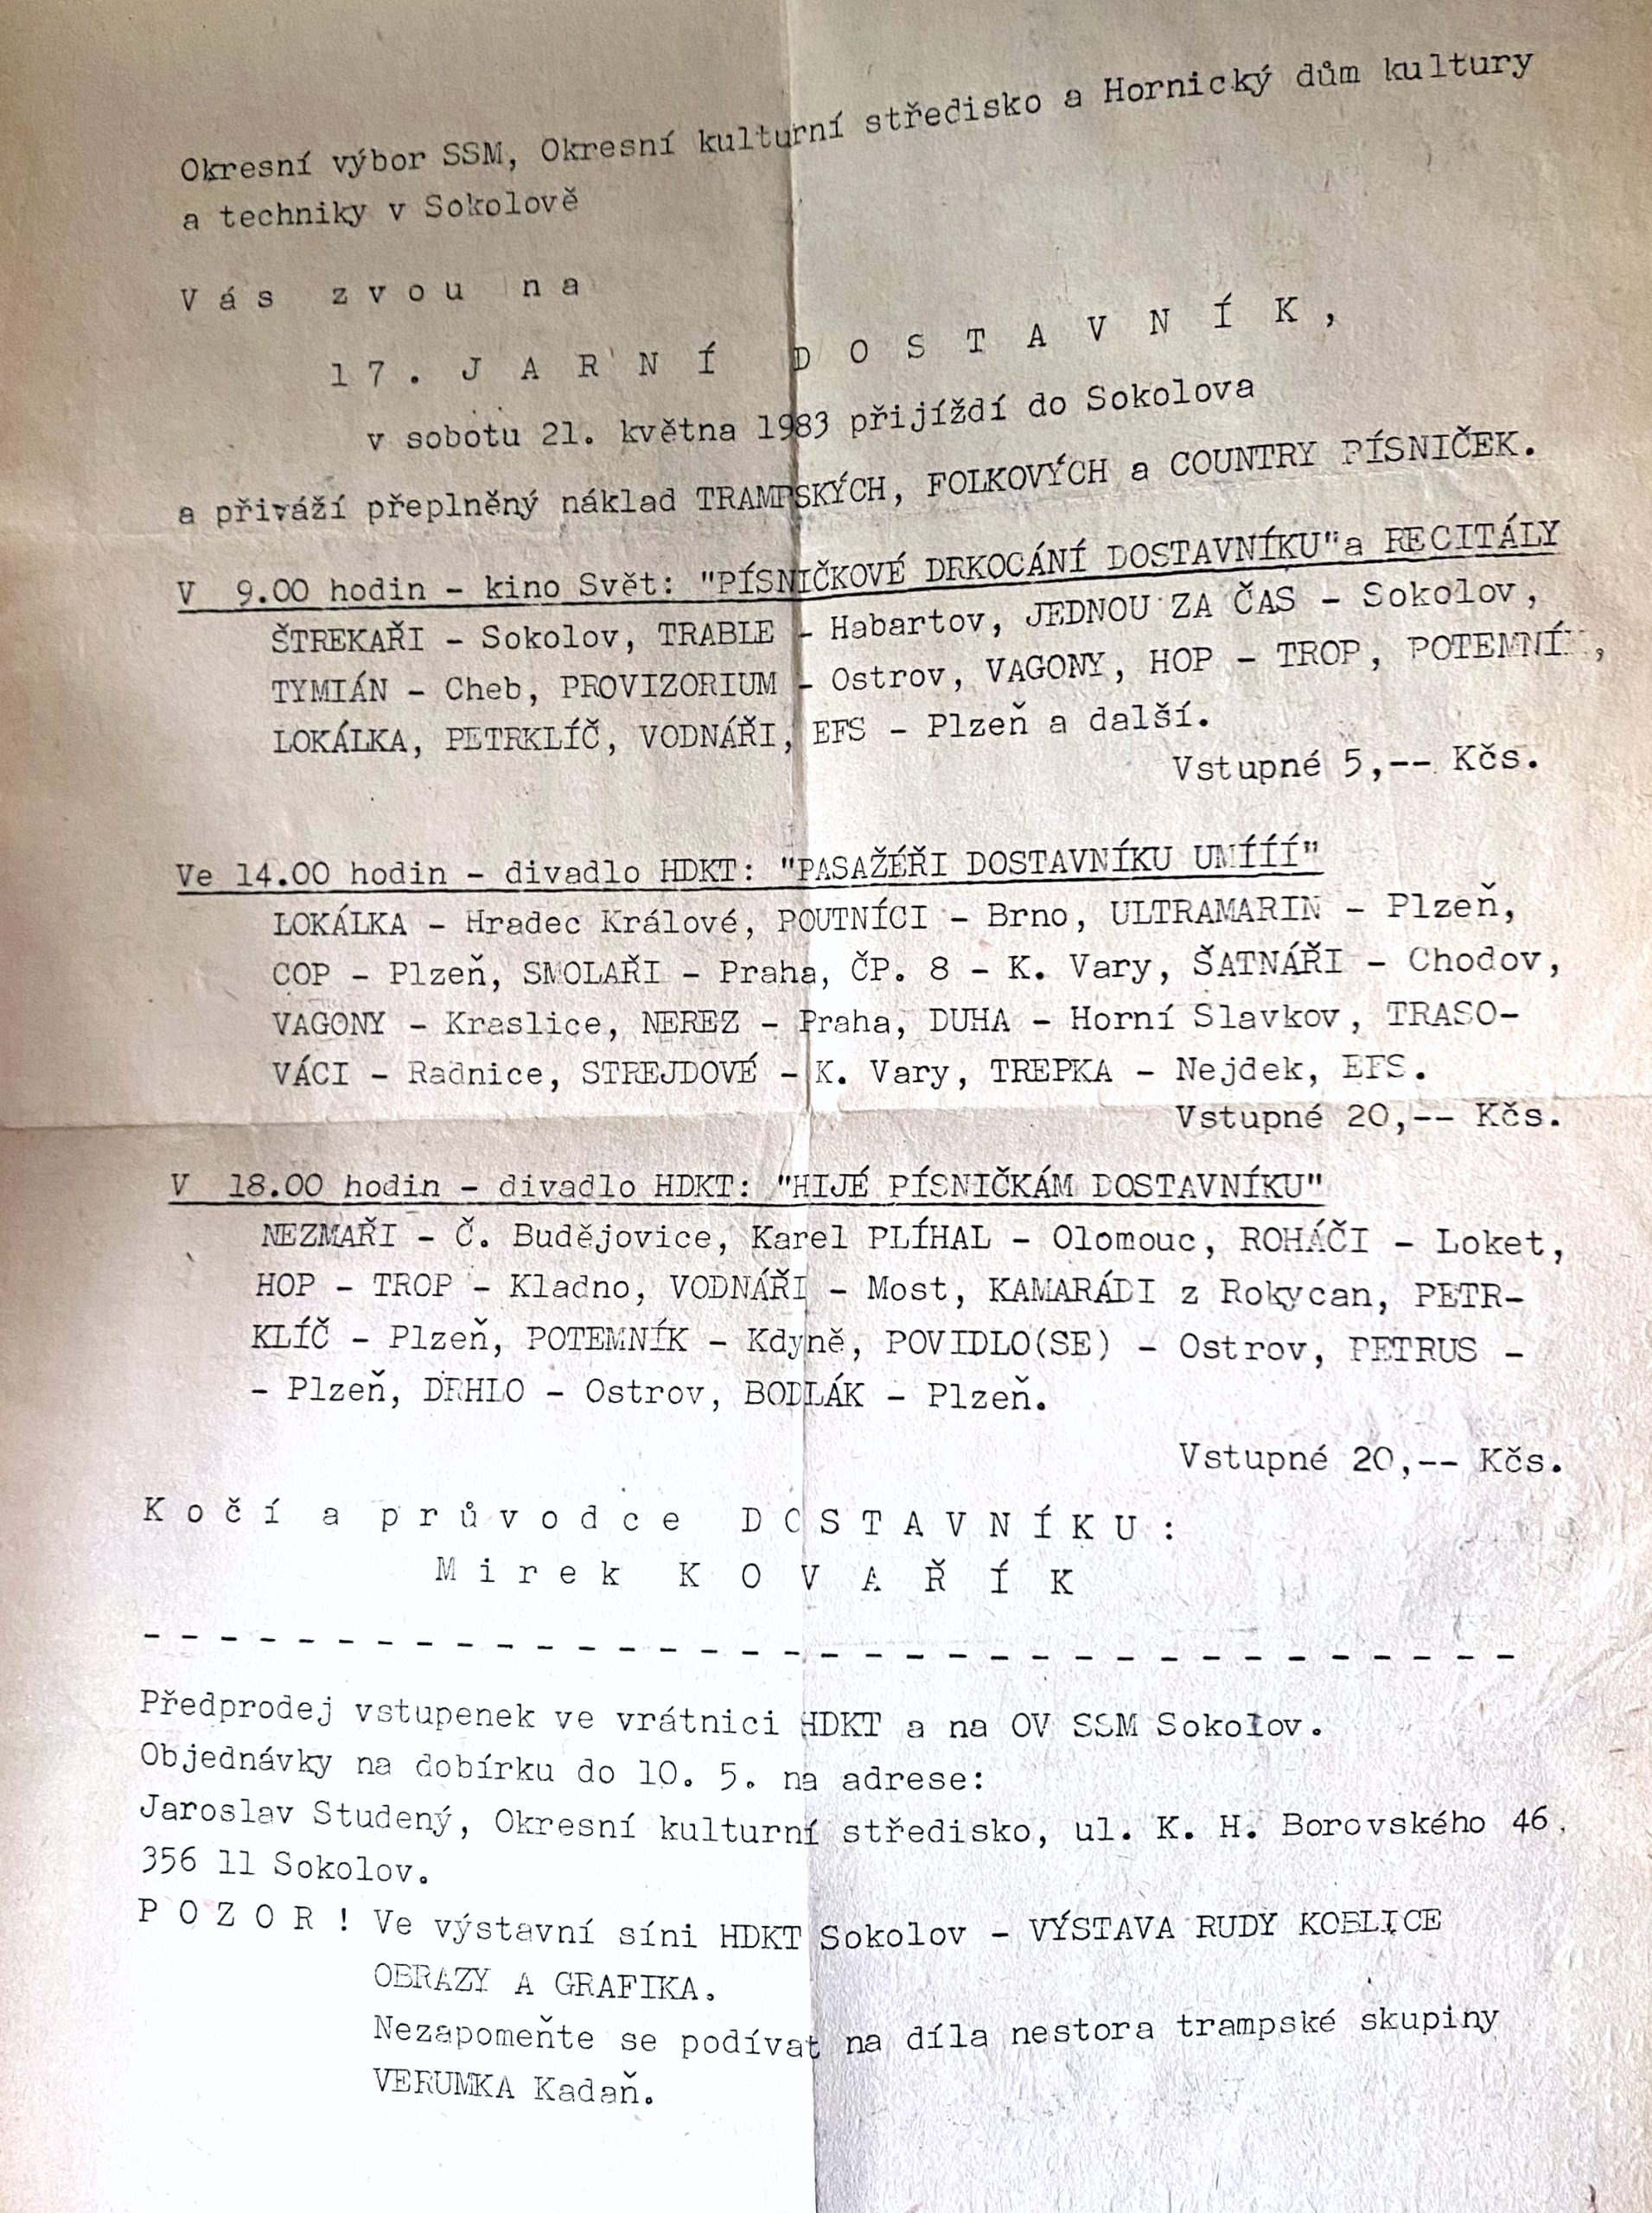 Okresní výbor SSM, Okresní kulturní středisko a Hornický dům kultury
a techniky v Sokolově
V á s   z v o u   n a
1 7 .   J A R N Í   D O S T A V N Í K ,
v sobotu 21. května 1983 přijíždí do Sokolova
a přiváží přeplněný náklad TRAMPSKÝCH, FOLKOVÝCH a COUNTRY PÍSNIČEK.
V  9.00 hodin - kino Svět: "PÍSNIČKOVÉ DRKOCÁNÍ DOSTAVNÍKU"a RECITÁLY
ŠTREKAŘI - Sokolov, TRABLE - Habartov, JEDNOU ZA ČAS - Sokolov,
TYMIÁN - Cheb, PROVIZORIUM - Ostrov, VAGONY, HOP - TROP, POTEMNÍK,
LOKÁLKA, PETRKLÍČ, VODNÁŘI, EFS - Plzeň a další.
Vstupné 5,-- Kčs.
Ve 14.00 hodin - divadlo HDKT: "PASAŽÉŘI DOSTAVNÍKU UMÍÍÍ"
LOKÁLKA - Hradec Králové, POUTNÍCI - Brno, ULTRAMARIN - Plzeň,
COP - Plzeň, SMOLAŘI - Praha, ČP. 8 - K. Vary, ŠATNÁŘI - Chodov,
VAGONY - Kraslice, NEREZ - Praha, DUHA - Horní Slavkov, TRASO-
VÁCI - Radnice, STREJDOVÉ - K. Vary, TREPKA - Nejdek, EFS.
Vstupné 20,-- Kčs.
V  18.00 hodin - divadlo HDKT: "HIJÉ PÍSNIČKÁM DOSTAVNÍKU"
NEZMAŘI - Č. Budějovice, Karel PLÍHAL - Olomouc, ROHÁČI - Loket,
HOP - TROP - Kladno, VODNÁŘI - Most, KAMARÁDI z Rokycan, PETR-
KLÍČ - Plzeň, POTEMNÍK - Kdyně, POVIDLO(SE) - Ostrov, PETRUS -
- Plzeň, DRHLO - Ostrov, BODLÁK - Plzeň.
Vstupné 20,-- Kčs.
K o č í   a   p r ů v o d c e   D O S T A V N Í K U :
M i r e k   K O V A Ř Í K
- - - - - - - - - - - - - - - - - - - - - - - - - - - - - - - - - - -
Předprodej vstupenek ve vrátnici HDKT a na OV SSM Sokolov.
Objednávky na dobírku do 10. 5. na adrese:
Jaroslav Studený, Okresní kulturní středisko, ul. K. H. Borovského 46,
356 11 Sokolov.
P O Z O R ! Ve výstavní síni HDKT Sokolov - VÝSTAVA RUDY KOBLICE
OBRAZY A GRAFIKA.
Nezapomeňte se podívat na díla nestora trampské skupiny
VERUMKA Kadaň.